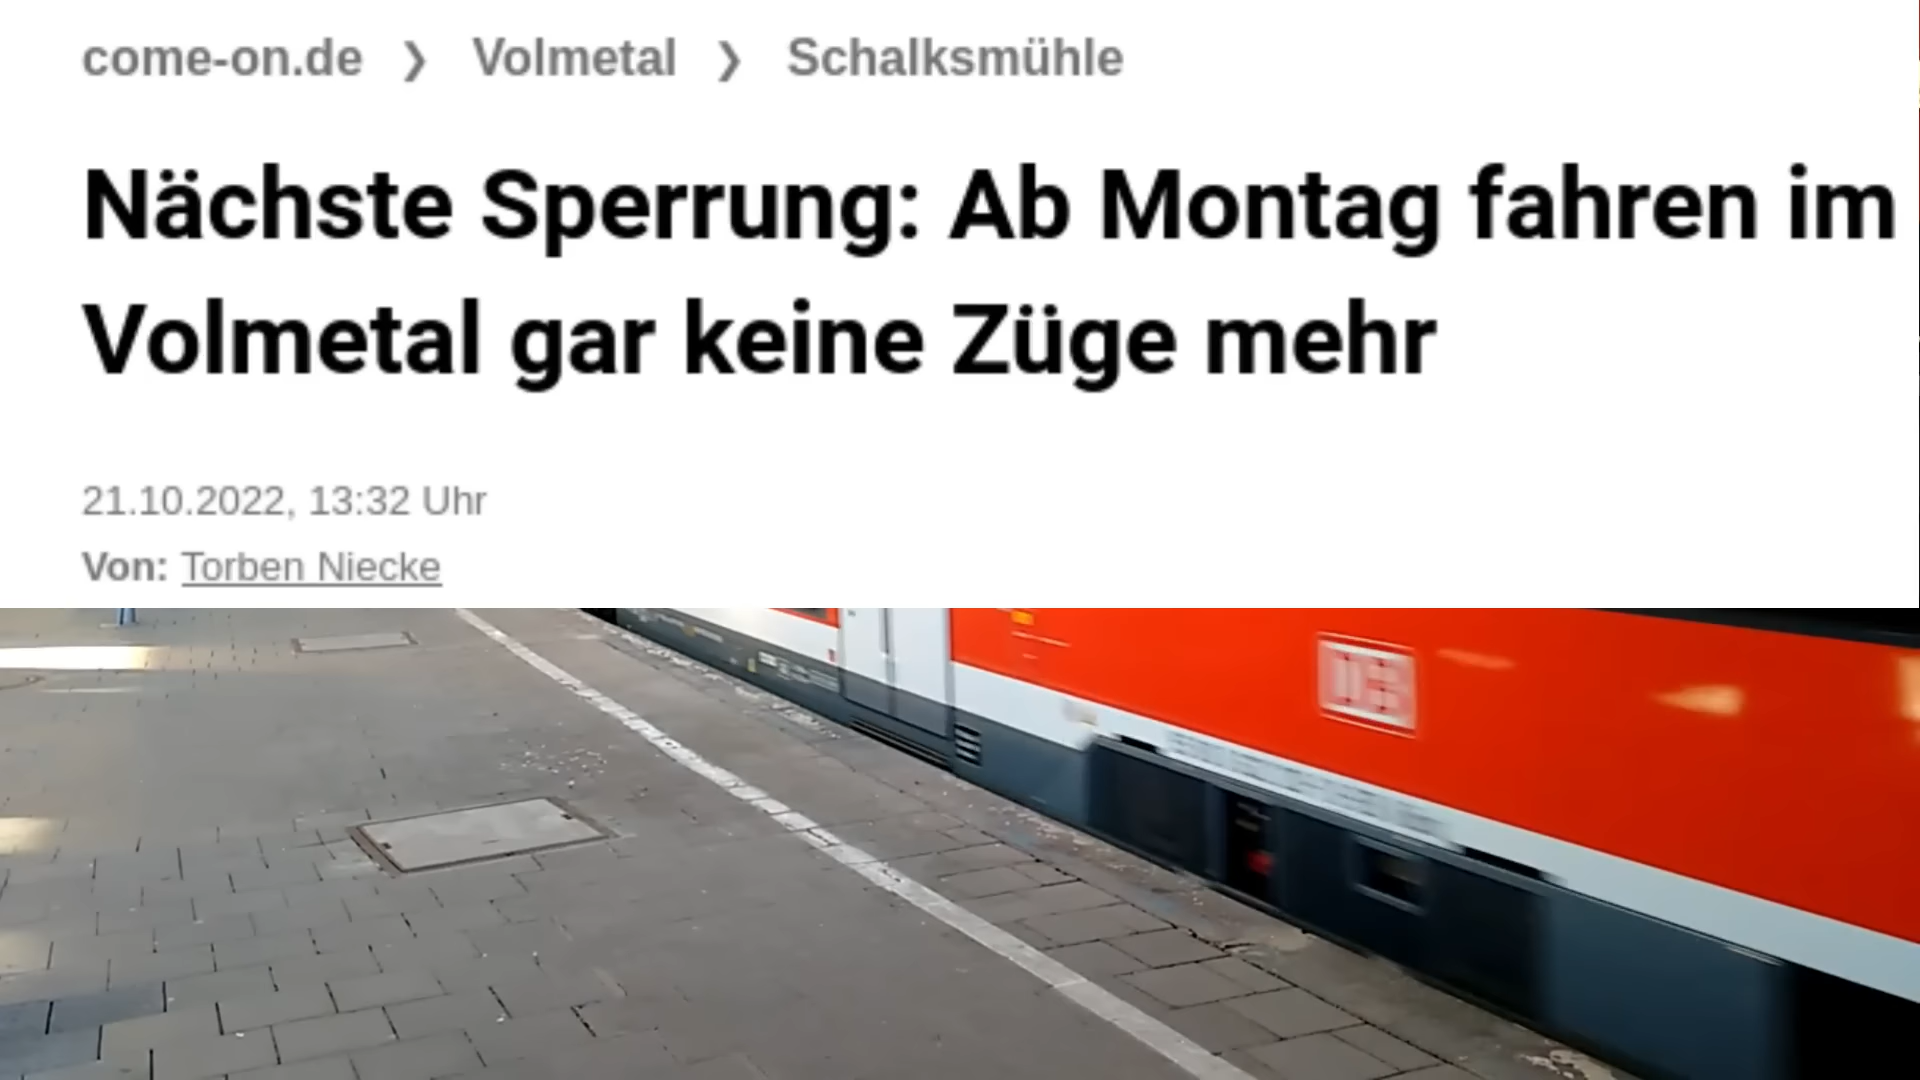 come-on.de ❯ Volmetal ❯ Schalksmühle
Nächste Sperrung: Ab Montag fahren im
Volmetal gar keine Züge mehr
21.10.2022, 13:32 Uhr
Von: Torben Niecke
DB